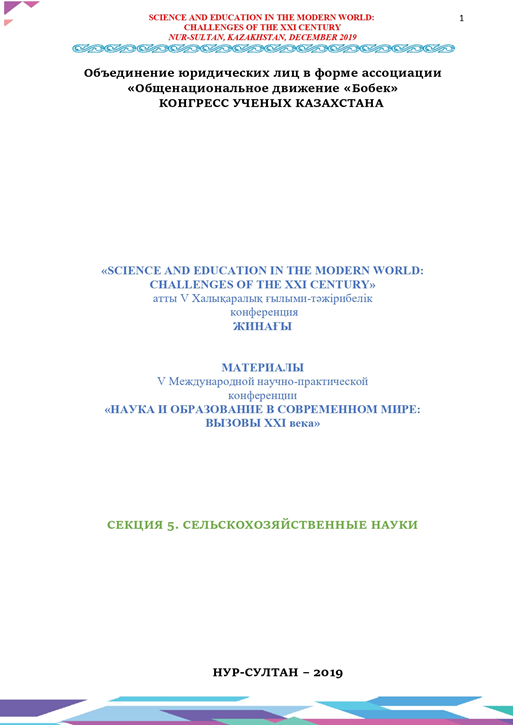 SCIENCE AND EDUCATION IN THE MODERN WORLD:
CHALLENGES OF THE XXI CENTURY
NUR-SULTAN, KAZAKHSTAN, DECEMBER 2019
1
Объединение юридических лиц в форме ассоциации
«Общенациональное движение «Бобек»
КОНГРЕСС УЧЕНЫХ КАЗАХСТАНА
«SCIENCE AND EDUCATION IN THE MODERN WORLD:
CHALLENGES OF THE XXI CENTURY»
атты V Халықаралық ғылыми-тәжірибелік
конференция
ЖИНАҒЫ
МАТЕРИАЛЫ
V Международной научно-практической
конференции
«НАУКА И ОБРАЗОВАНИЕ В СОВРЕМЕННОМ МИРЕ:
ВЫЗОВЫ XXI века»
СЕКЦИЯ 5. СЕЛЬСКОХОЗЯЙСТВЕННЫЕ НАУКИ
НУР-СУЛТАН – 2019